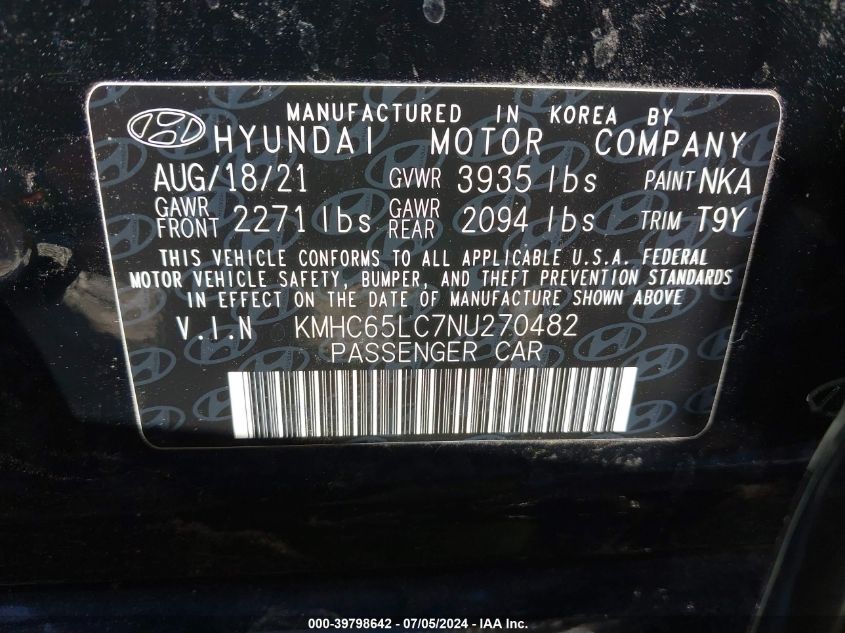 MANUFACTURED IN KOREA BY
HYUNDAI MOTOR COMPANY
AUG/18/21 GVWR 3935 lbs PAINT NKA
GAWR FRONT 2271 lbs GAWR REAR 2094 lbs TRIM T9Y
THIS VEHICLE CONFORMS TO ALL APPLICABLE U.S.A. FEDERAL
MOTOR VEHICLE SAFETY, BUMPER, AND THEFT PREVENTION STANDARDS
IN EFFECT ON THE DATE OF MANUFACTURE SHOWN ABOVE
V.I.N KMHC65LC7NU270482
PASSENGER CAR
000-39798642 - 07/05/2024 - IAA Inc.